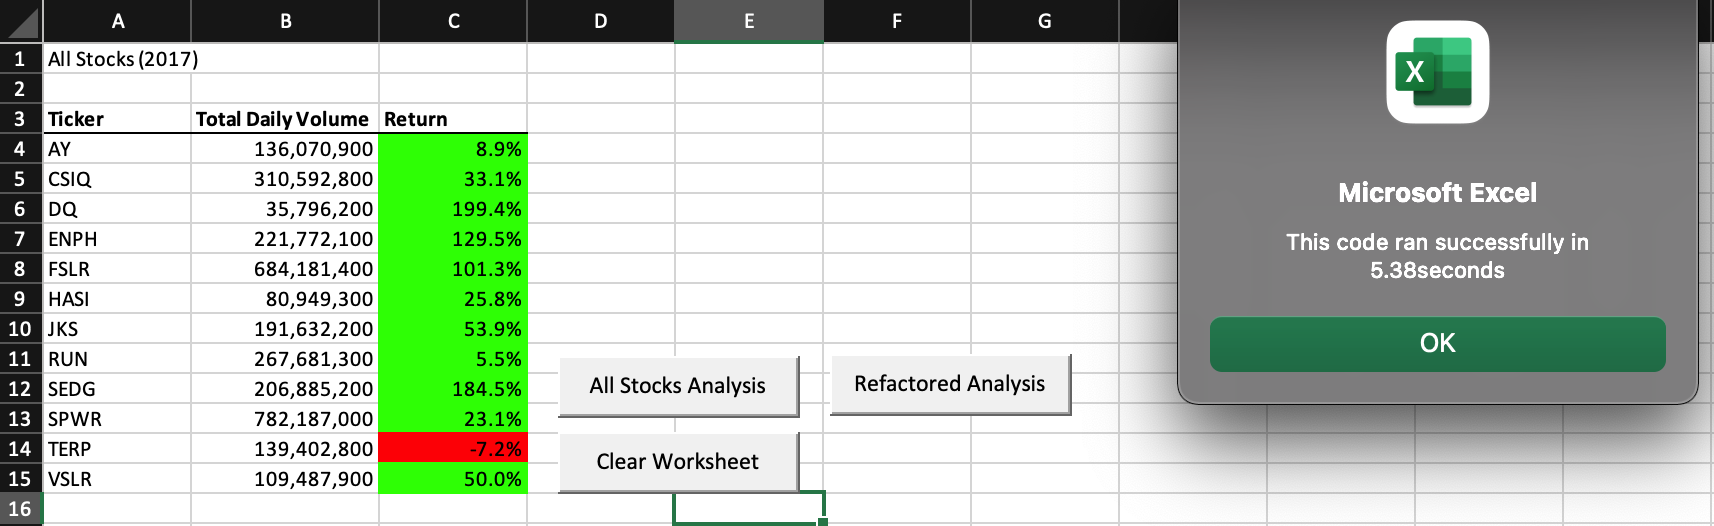 A B C D E F G
1 All Stocks (2017)
2
3 Ticker Total Daily Volume Return
4 AY 136,070,900 8.9%
5 CSIQ 310,592,800 33.1%
6 DQ 35,796,200 199.4%
7 ENPH 221,772,100 129.5%
8 FSLR 684,181,400 101.3%
9 HASI 80,949,300 25.8%
10 JKS 191,632,200 53.9%
11 RUN 267,681,300 5.5%
12 SEDG 206,885,200 184.5%
13 SPWR 782,187,000 23.1%
14 TERP 139,402,800 -7.2%
15 VSLR 109,487,900 50.0%
16
All Stocks Analysis
Refactored Analysis
Clear Worksheet
X
Microsoft Excel
This code ran successfully in
5.38seconds
OK